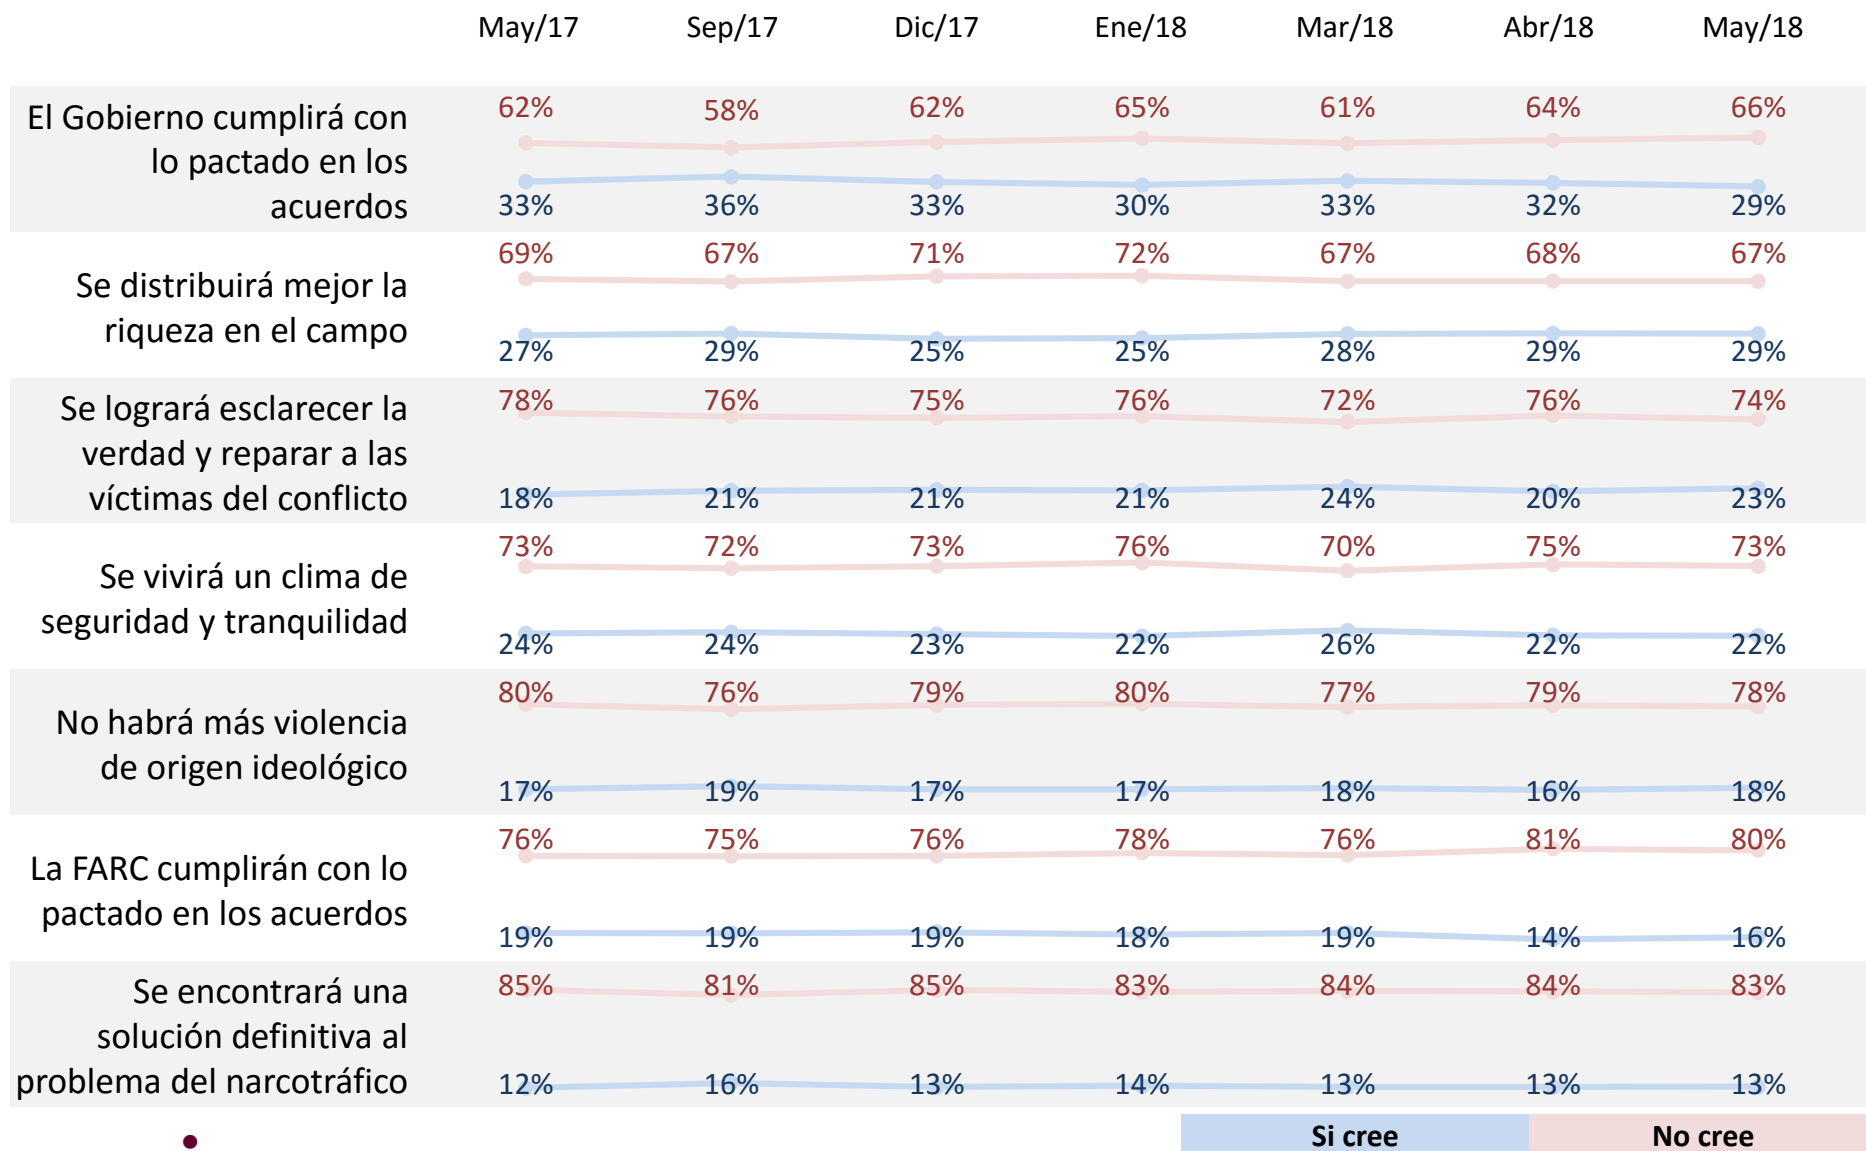 May/17 Sep/17 Dic/17 Ene/18 Mar/18 Abr/18 May/18
El Gobierno cumplirá con
lo pactado en los
acuerdos
62% 58% 62% 65% 61% 64% 66%
33% 36% 33% 30% 33% 32% 29%
Se distribuirá mejor la
riqueza en el campo
69% 67% 71% 72% 67% 68% 67%
27% 29% 25% 25% 28% 29% 29%
Se logrará esclarecer la
verdad y reparar a las
víctimas del conflicto
78% 76% 75% 76% 72% 76% 74%
18% 21% 21% 21% 24% 20% 23%
Se vivirá un clima de
seguridad y tranquilidad
73% 72% 73% 76% 70% 75% 73%
24% 24% 23% 22% 26% 22% 22%
No habrá más violencia
de origen ideológico
80% 76% 79% 80% 77% 79% 78%
17% 19% 17% 17% 18% 16% 18%
La FARC cumplirán con lo
pactado en los acuerdos
76% 75% 76% 78% 76% 81% 80%
19% 19% 19% 18% 19% 14% 16%
Se encontrará una
solución definitiva al
problema del narcotráfico
85% 81% 85% 83% 84% 84% 83%
12% 16% 13% 14% 13% 13% 13%
Si cree No cree